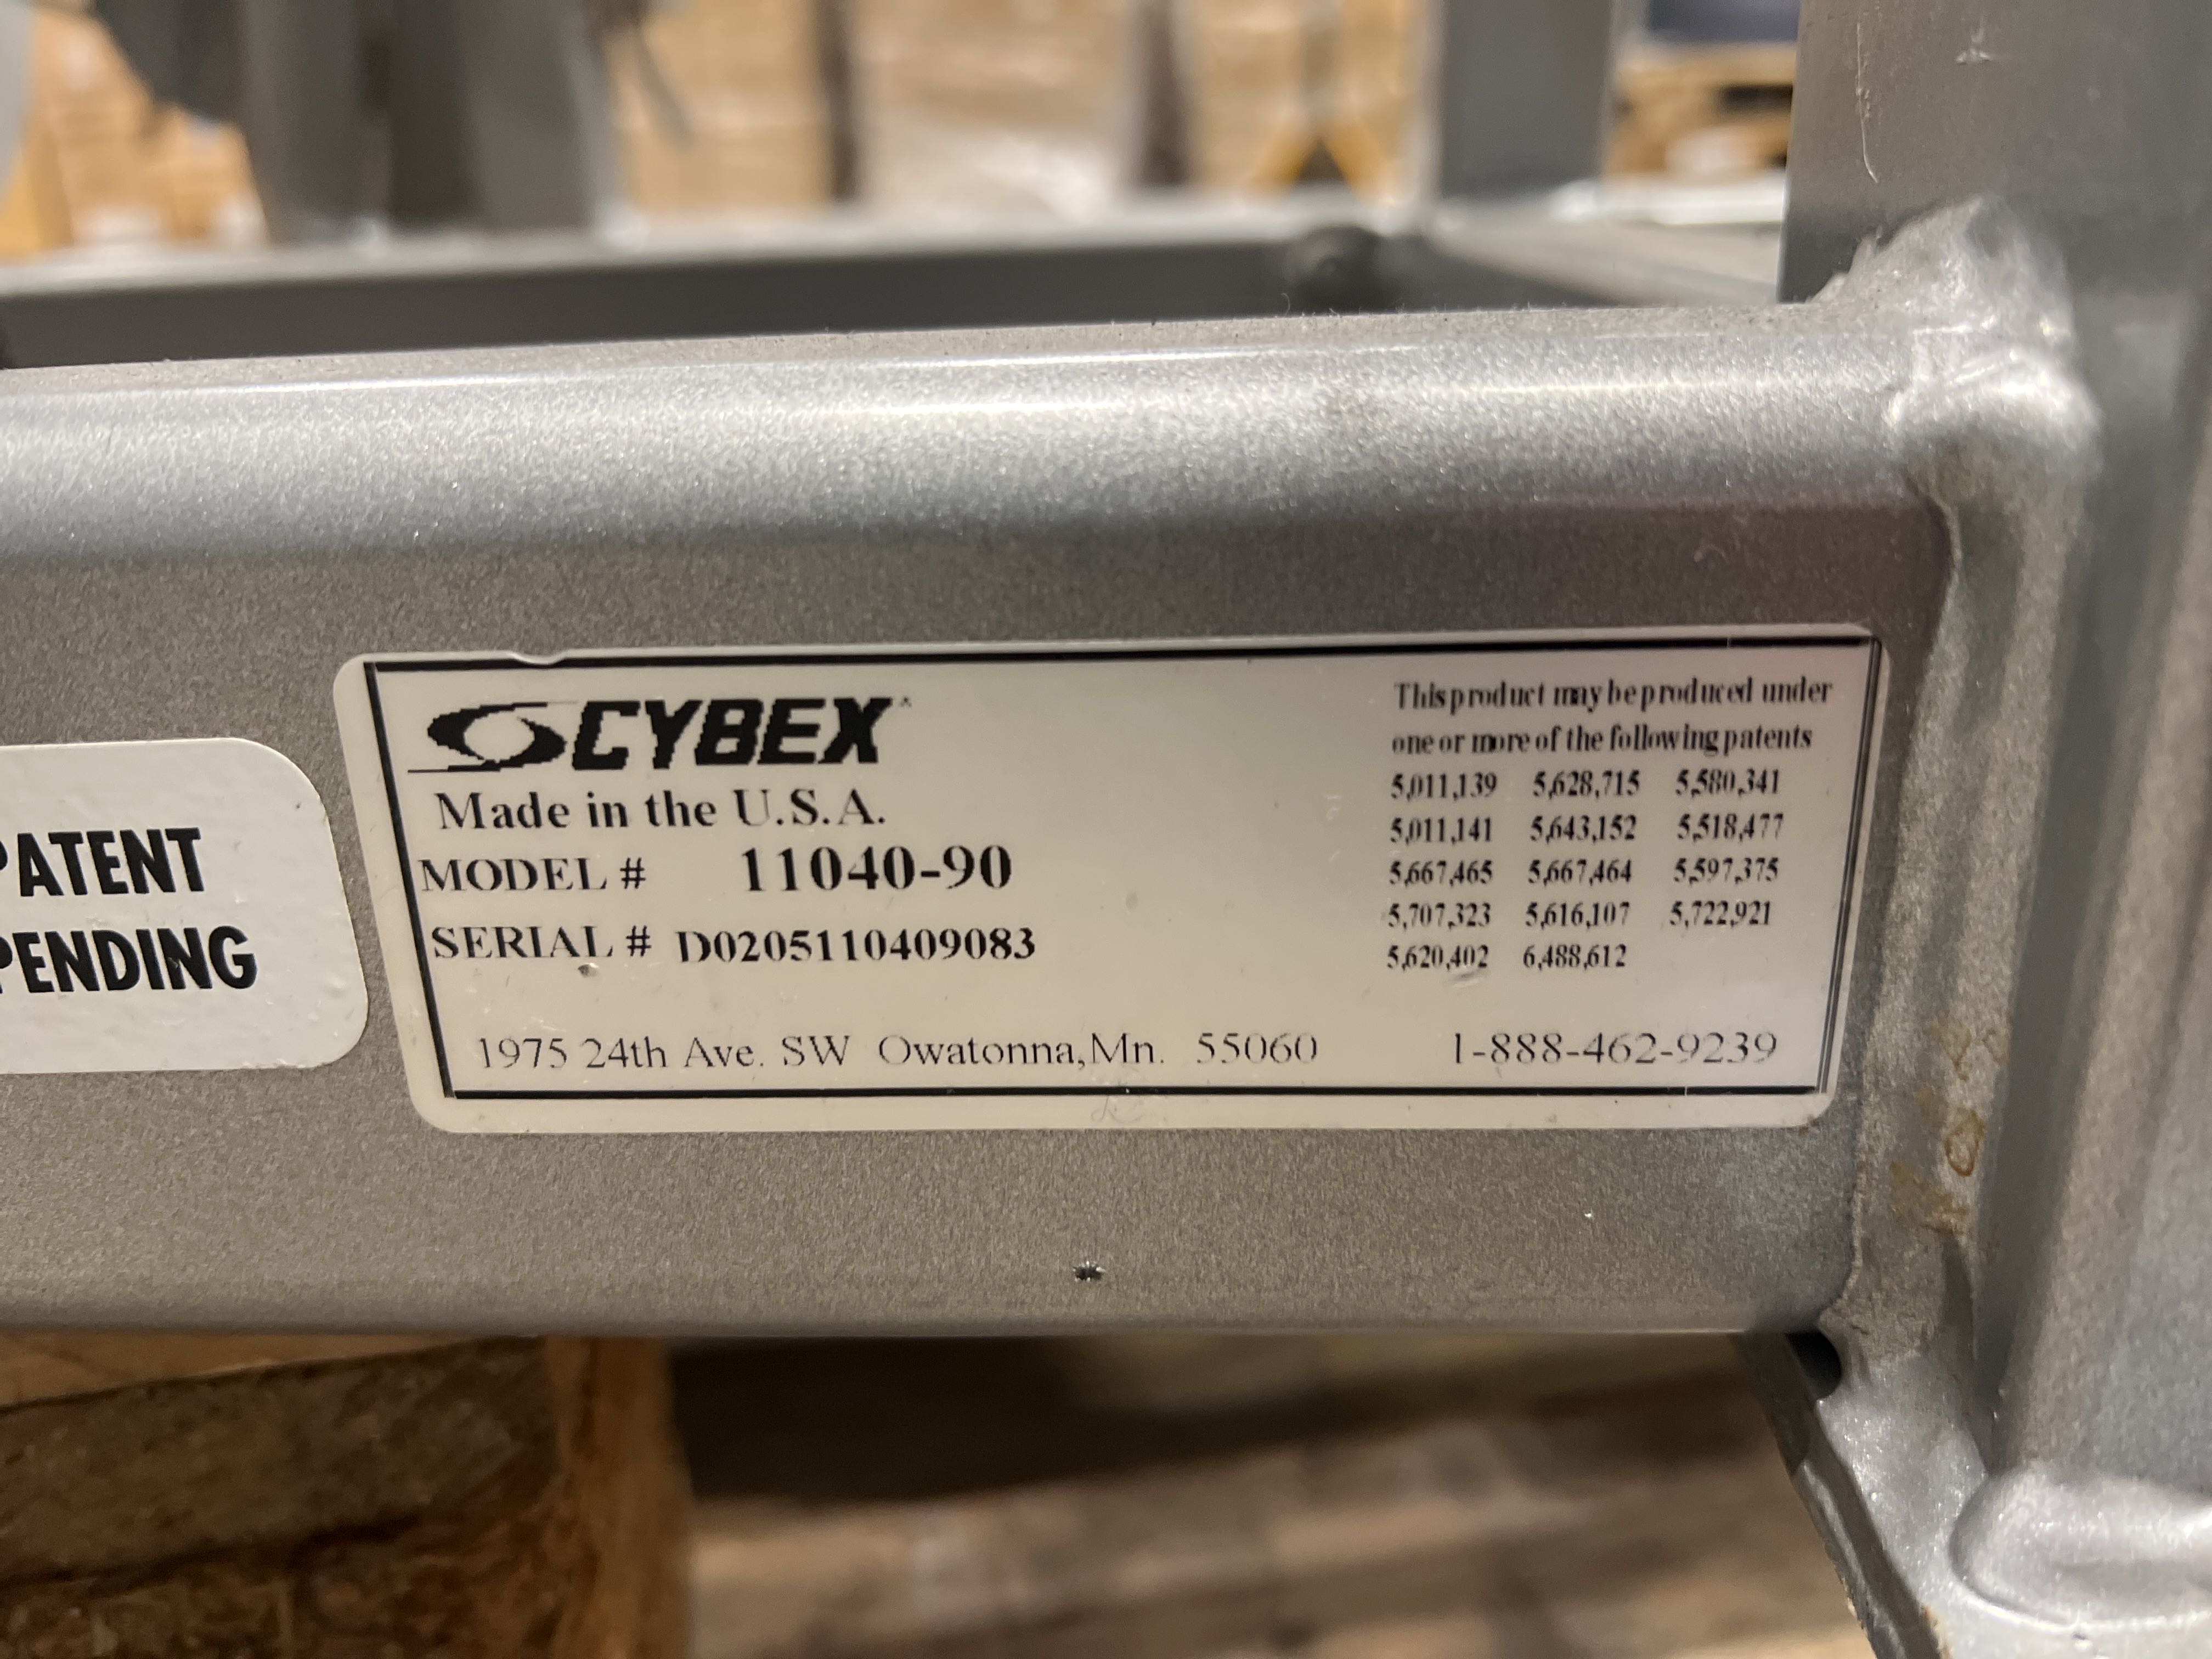 PATENT
PENDING
CYBEX
Made in the U.S.A.
MODEL # 11040-90
SERIAL # D0205110409083
This product may be produced under
one or more of the following patents
5,011,139 5,628,715 5,580,341
5,011,141 5,643,152 5,518,477
5,667,465 5,667,464 5,597,375
5,707,323 5,616,107 5,722,921
5,620,402 6,488,612
1975 24th Ave. SW Owatonna,Mn. 55060 1-888-462-9239